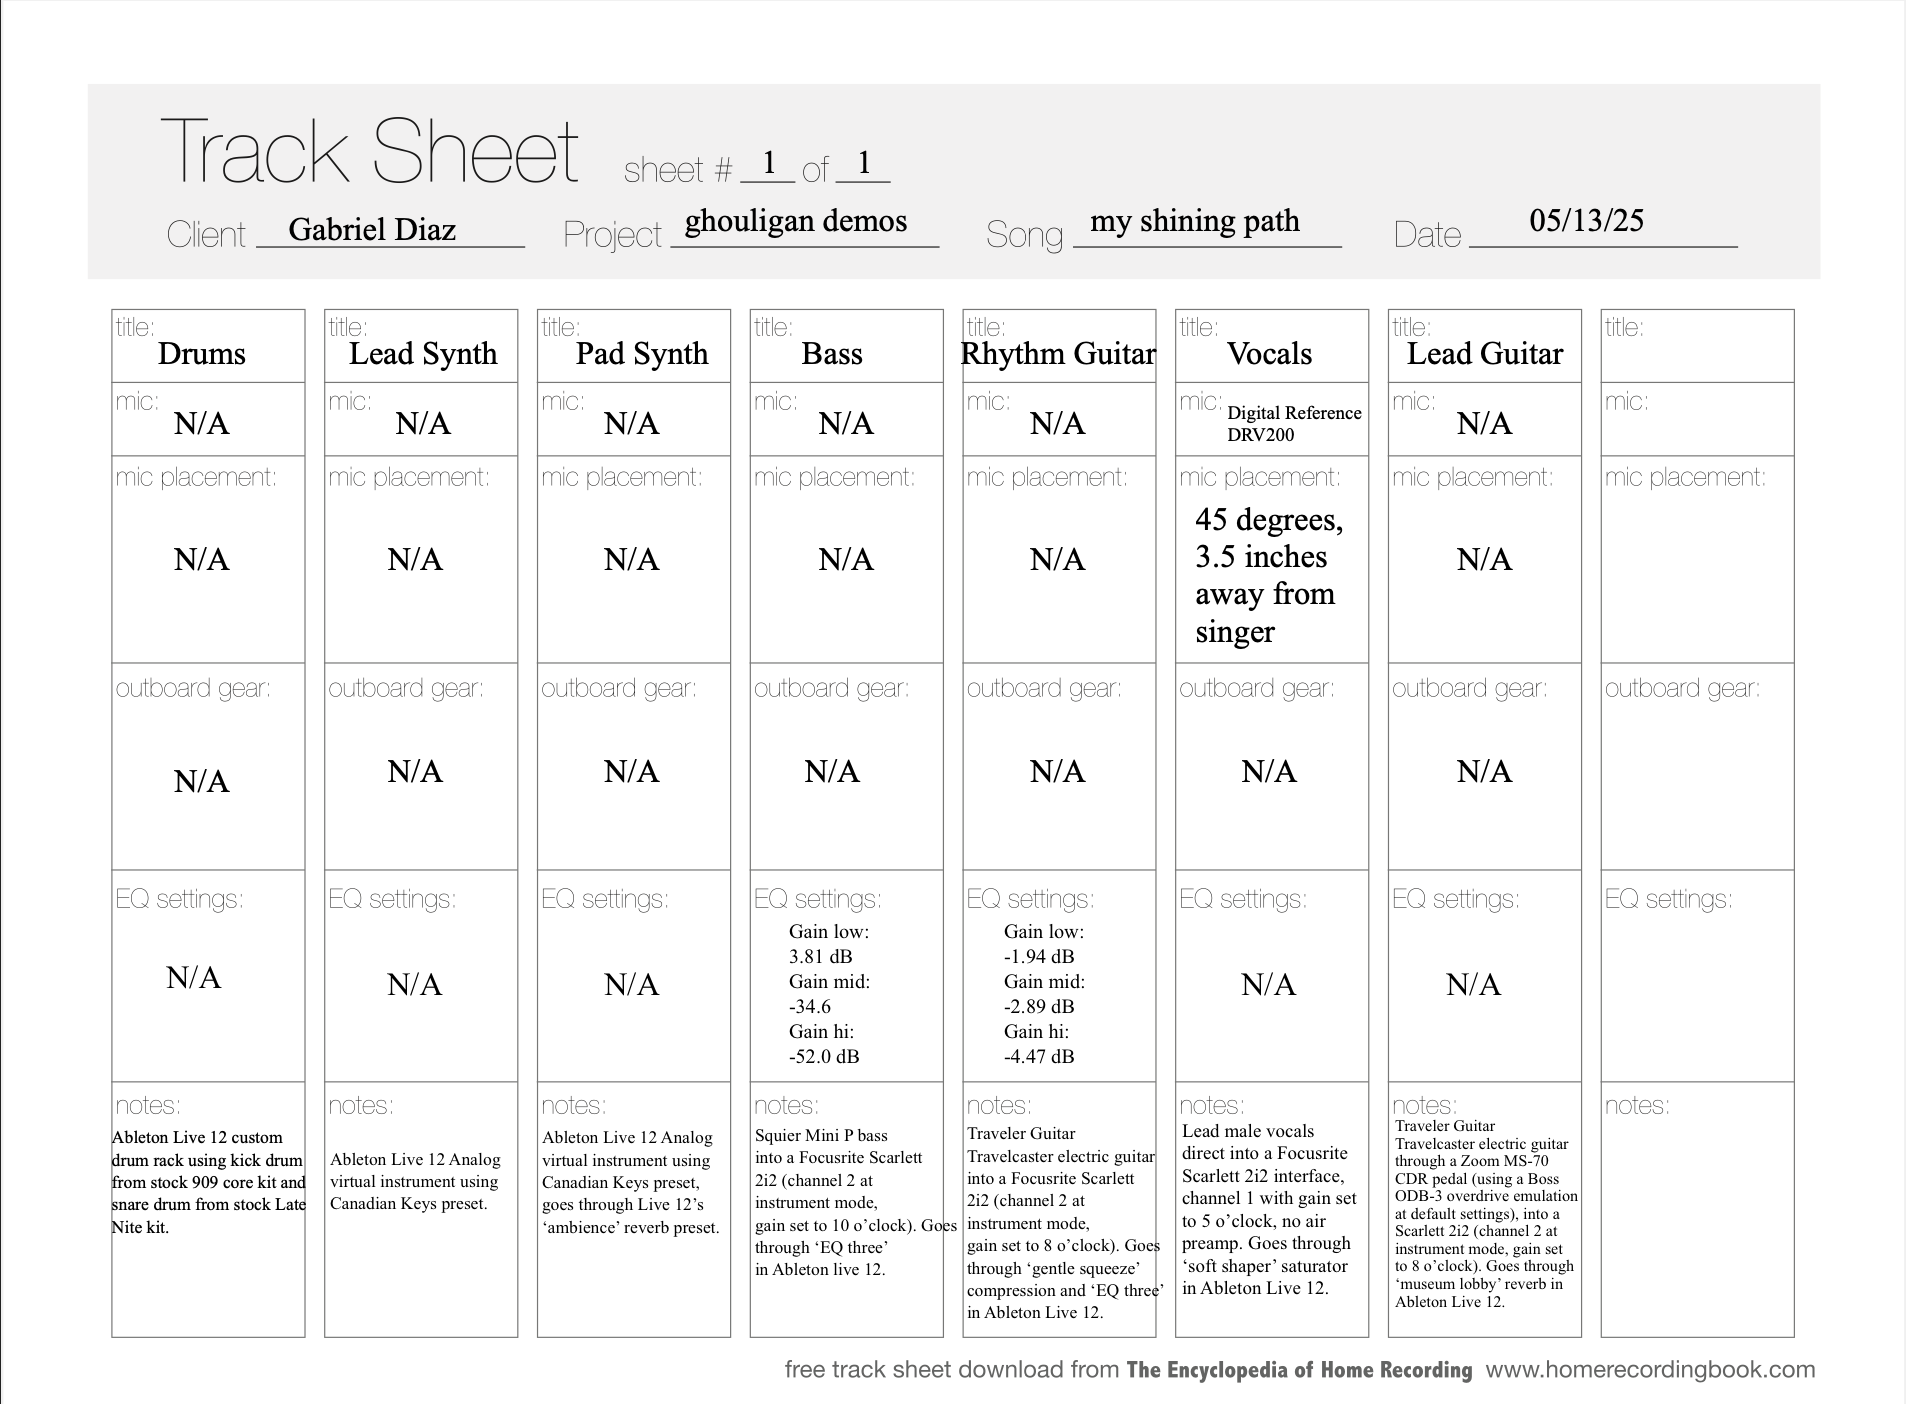 Track Sheet sheet # 1 of 1
Client Gabriel Diaz Project ghouligan demos Song my shining path Date 05/13/25
title:
Drums
mic:
N/A
mic placement:
N/A
outboard gear:
N/A
EQ settings:
N/A
notes:
Ableton Live 12 custom
drum rack using kick drum
from stock 909 core kit and
snare drum from stock Late
Nite kit.
title:
Lead Synth
mic:
N/A
mic placement:
N/A
outboard gear:
N/A
EQ settings:
N/A
notes:
Ableton Live 12 Analog
virtual instrument using
Canadian Keys preset.
title:
Pad Synth
mic:
N/A
mic placement:
N/A
outboard gear:
N/A
EQ settings:
N/A
notes:
Ableton Live 12 Analog
virtual instrument using
Canadian Keys preset,
goes through Live 12’s
‘ambience’ reverb preset.
title:
Bass
mic:
N/A
mic placement:
N/A
outboard gear:
N/A
EQ settings:
Gain low:
3.81 dB
Gain mid:
-34.6
Gain hi:
-52.0 dB
notes:
Squier Mini P bass
into a Focusrite Scarlett
2i2 (channel 2 at
instrument mode,
gain set to 10 o’clock). Goes
through ‘EQ three’
in Ableton live 12.
title:
Rhythm Guitar
mic:
N/A
mic placement:
N/A
outboard gear:
N/A
EQ settings:
Gain low:
-1.94 dB
Gain mid:
-2.89 dB
Gain hi:
-4.47 dB
notes:
Traveler Guitar
Travelcaster electric guitar
into a Focusrite Scarlett
2i2 (channel 2 at
instrument mode,
gain set to 8 o’clock). Goes
through ‘gentle squeeze’
compression and ‘EQ three’
in Ableton Live 12.
title:
Vocals
mic:
Digital Reference
DRV200
mic placement:
45 degrees,
3.5 inches
away from
singer
outboard gear:
N/A
EQ settings:
N/A
notes:
Lead male vocals
direct into a Focusrite
Scarlett 2i2 interface,
channel 1 with gain set
to 5 o’clock, no air
preamp. Goes through
‘soft shaper’ saturator
in Ableton Live 12.
title:
Lead Guitar
mic:
N/A
mic placement:
N/A
outboard gear:
N/A
EQ settings:
N/A
notes:
Traveler Guitar
Travelcaster electric guitar
through a Zoom MS-70
CDR pedal (using a Boss
ODB-3 overdrive emulation
at default settings), into a
Scarlett 2i2 (channel 2 at
instrument mode, gain set
to 8 o’clock). Goes through
‘museum lobby’ reverb in
Ableton Live 12.
title:
mic:
mic placement:
outboard gear:
EQ settings:
notes:
free track sheet download from The Encyclopedia of Home Recording www.homerecordingbook.com